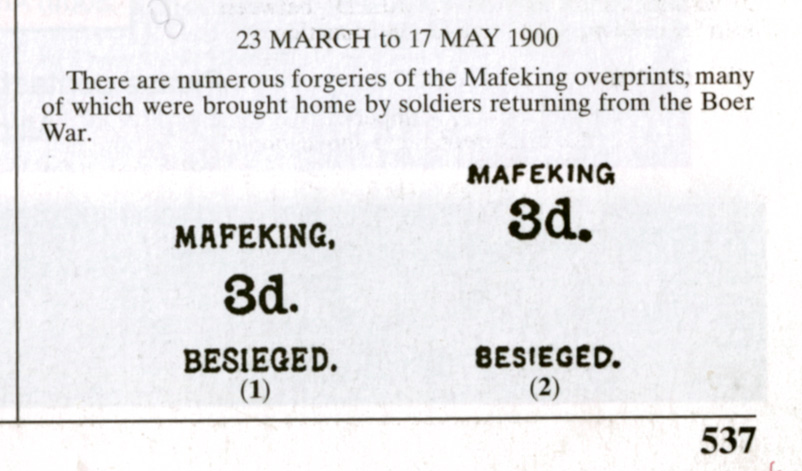 23 MARCH to 17 MAY 1900
There are numerous forgeries of the Mafeking overprints, many
of which were brought home by soldiers returning from the Boer
War.
MAFEKING,
3d.
BESIEGED.
(1)
MAFEKING
3d.
BESIEGED.
(2)
537